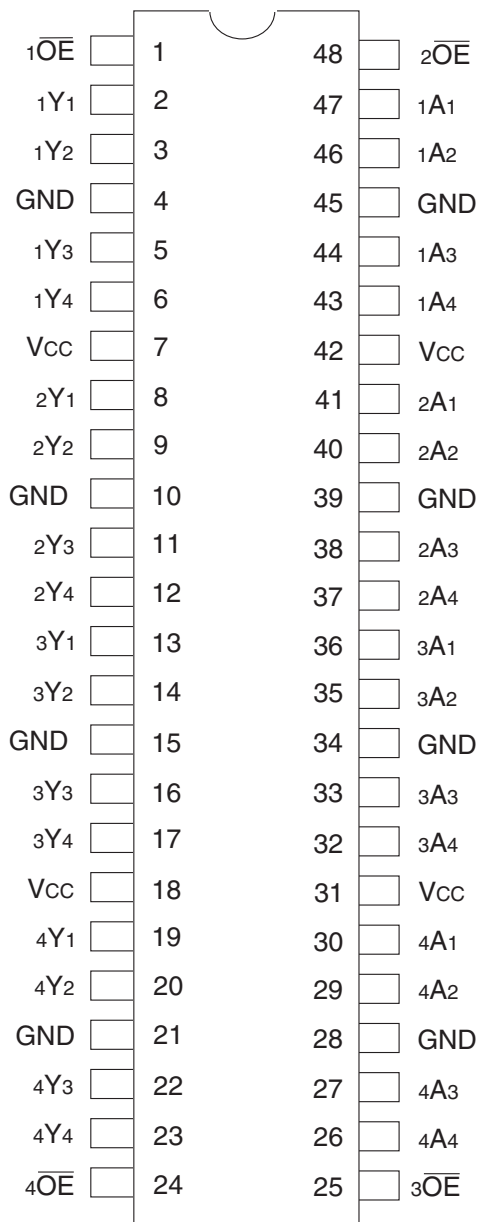 1OE 1 48 2OE
1Y1 2 47 1A1
1Y2 3 46 1A2
GND 4 45 GND
1Y3 5 44 1A3
1Y4 6 43 1A4
VCC 7 42 VCC
2Y1 8 41 2A1
2Y2 9 40 2A2
GND 10 39 GND
2Y3 11 38 2A3
2Y4 12 37 2A4
3Y1 13 36 3A1
3Y2 14 35 3A2
GND 15 34 GND
3Y3 16 33 3A3
3Y4 17 32 3A4
VCC 18 31 VCC
4Y1 19 30 4A1
4Y2 20 29 4A2
GND 21 28 GND
4Y3 22 27 4A3
4Y4 23 26 4A4
4OE 24 25 3OE